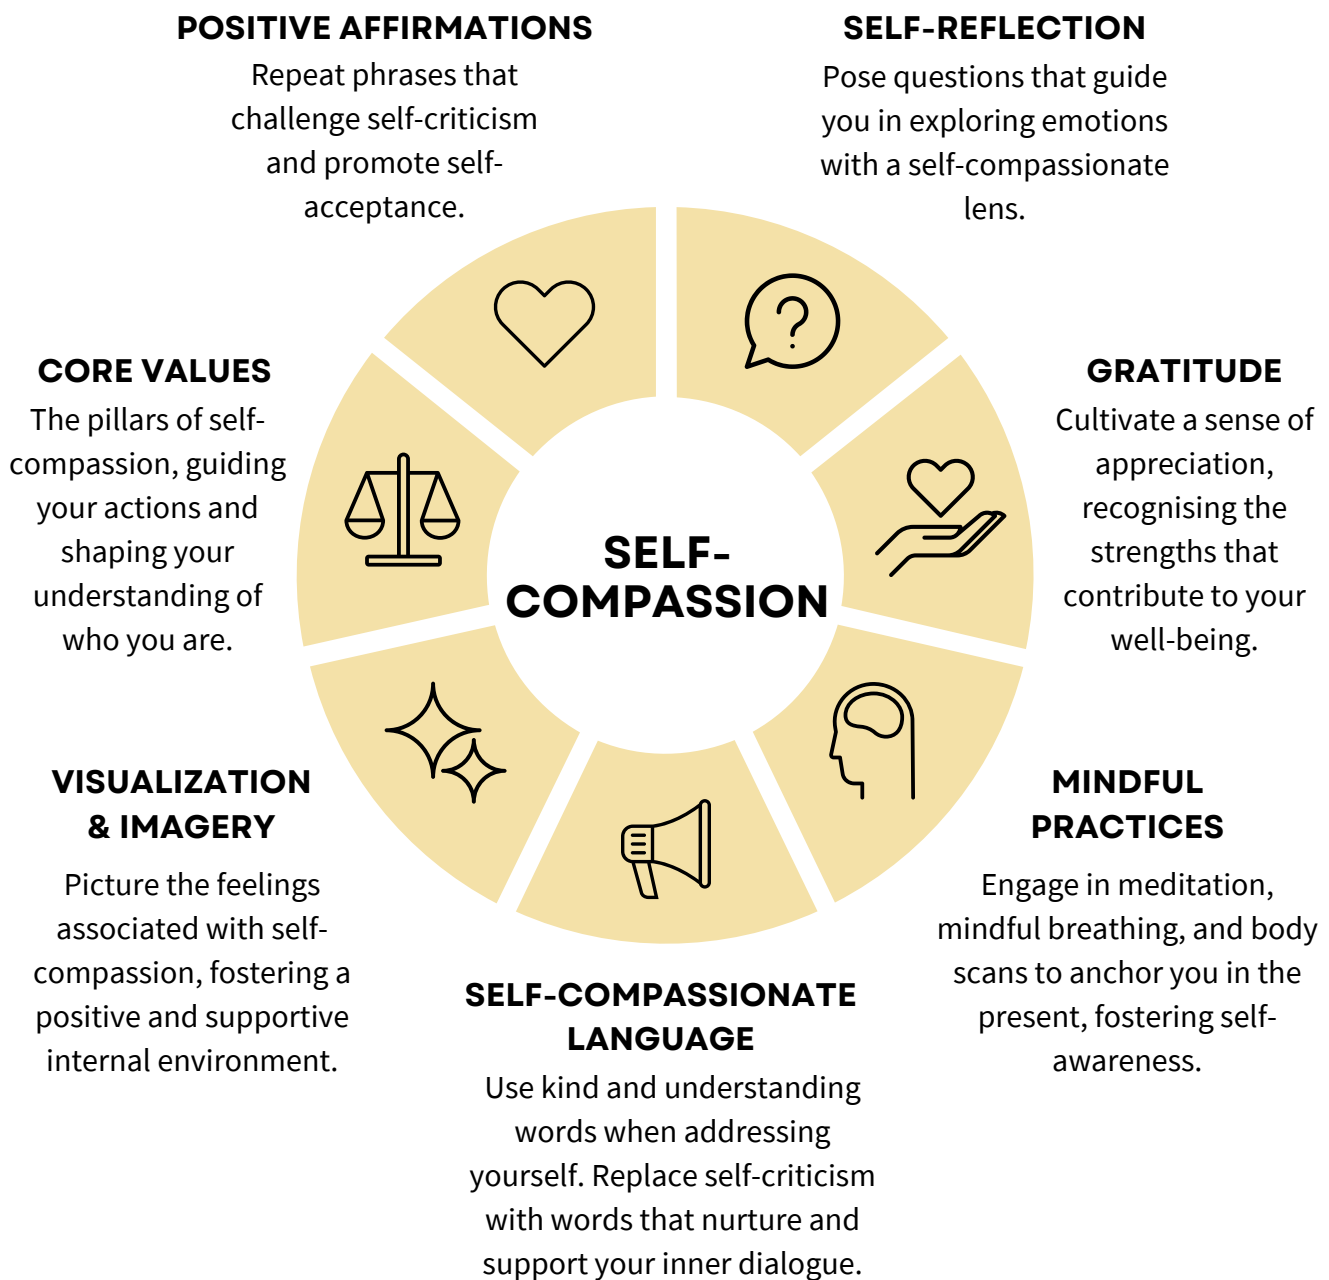 POSITIVE AFFIRMATIONS
Repeat phrases that
challenge self-criticism
and promote self-
acceptance.
SELF-REFLECTION
Pose questions that guide
you in exploring emotions
with a self-compassionate
lens.
CORE VALUES
The pillars of self-
compassion, guiding
your actions and
shaping your
understanding of
who you are.
GRATITUDE
Cultivate a sense of
appreciation,
recognising the
strengths that
contribute to your
well-being.
SELF-
COMPASSION
VISUALIZATION
& IMAGERY
Picture the feelings
associated with self-
compassion, fostering a
positive and supportive
internal environment.
MINDFUL
PRACTICES
Engage in meditation,
mindful breathing, and body
scans to anchor you in the
present, fostering self-
awareness.
SELF-COMPASSIONATE
LANGUAGE
Use kind and understanding
words when addressing
yourself. Replace self-criticism
with words that nurture and
support your inner dialogue.